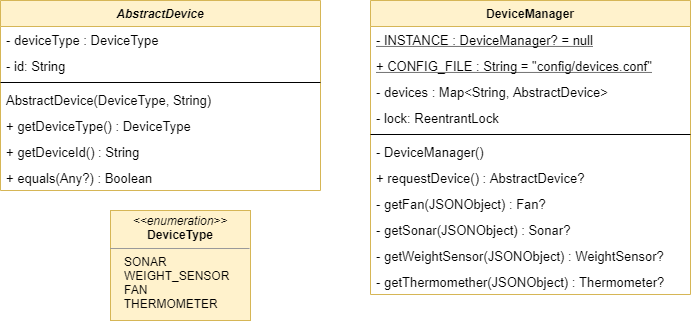 AbstractDevice
- deviceType : DeviceType
- id: String
AbstractDevice(DeviceType, String)
+ getDeviceType() : DeviceType
+ getDeviceId() : String
+ equals(Any?) : Boolean
<<enumeration>>
DeviceType
SONAR
WEIGHT_SENSOR
FAN
THERMOMETER
DeviceManager
- INSTANCE : DeviceManager? = null
+ CONFIG_FILE : String = "config/devices.conf"
- devices : Map<String, AbstractDevice>
- lock: ReentrantLock
- DeviceManager()
+ requestDevice() : AbstractDevice?
- getFan(JSONObject) : Fan?
- getSonar(JSONObject) : Sonar?
- getWeightSensor(JSONObject) : WeightSensor?
- getThermomether(JSONObject) : Thermometer?